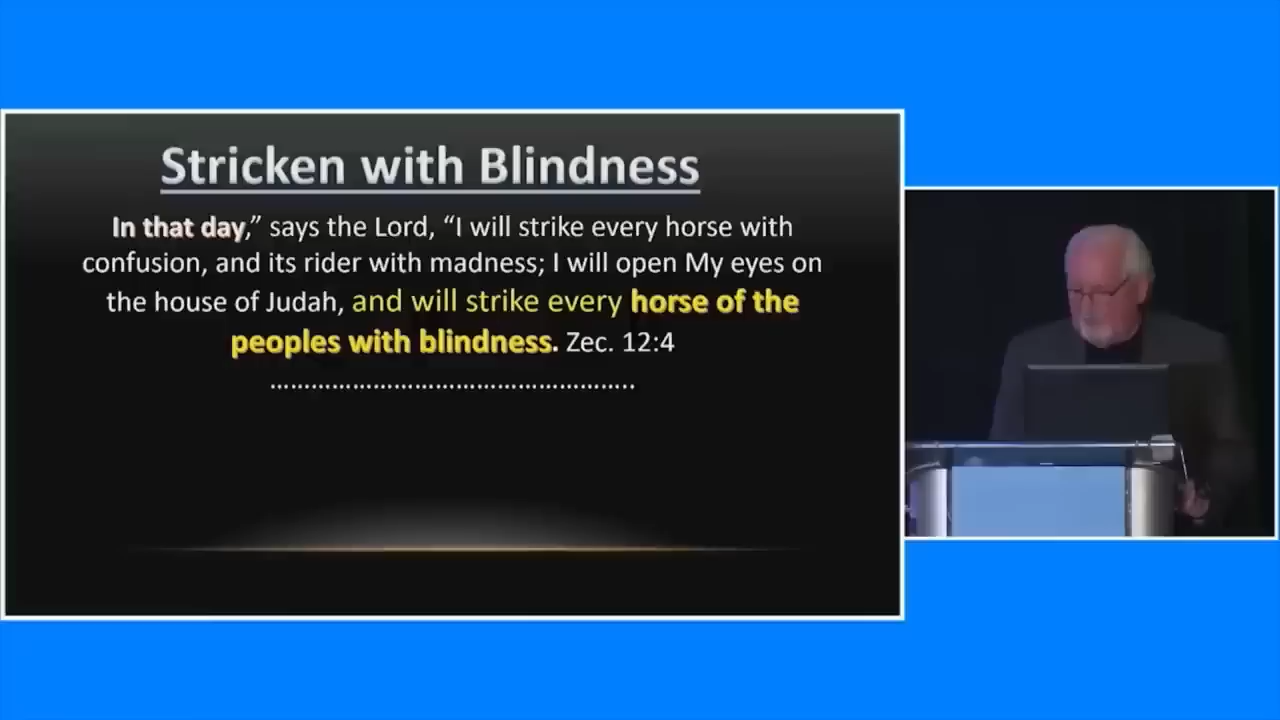 Stricken with Blindness
In that day,” says the Lord, “I will strike every horse with
confusion, and its rider with madness; I will open My eyes on
the house of Judah, and will strike every horse of the
peoples with blindness. Zec. 12:4
…………………………………………………..